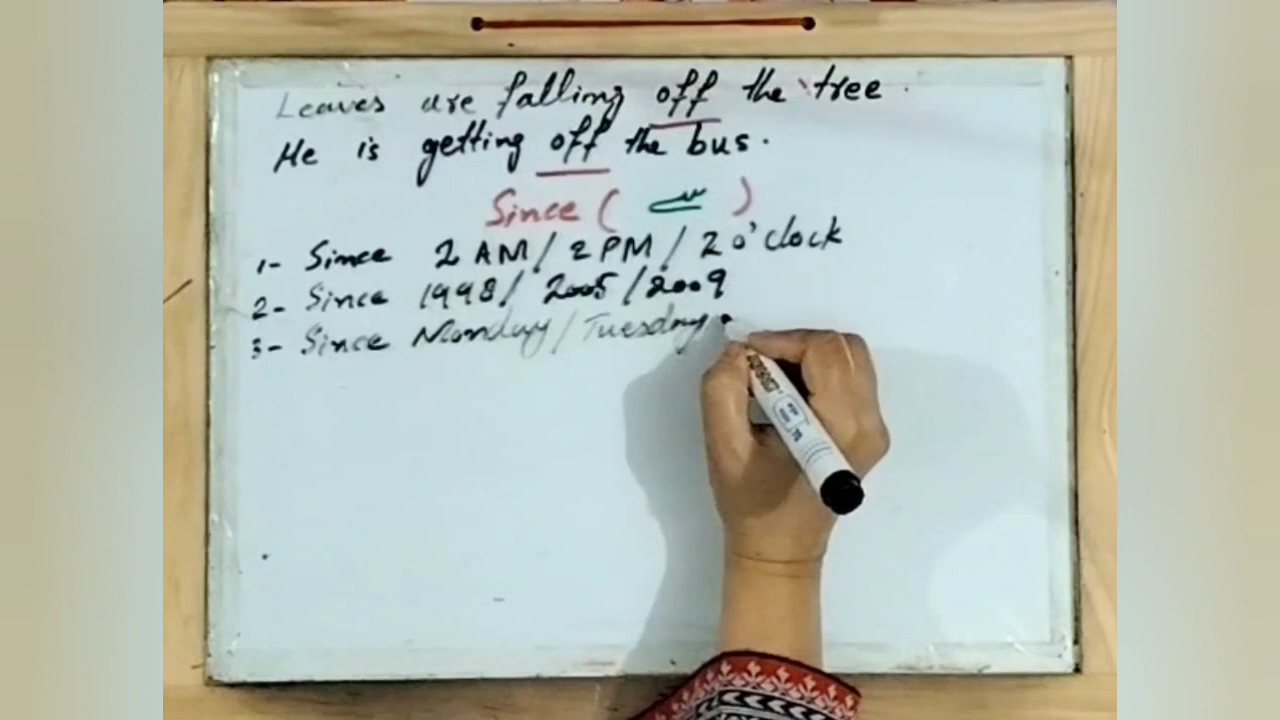 Leaves are falling off the tree.
He is getting off the bus.
Since ( سے )
1- Since 2 AM / 2 PM / 2 o'clock
2- Since 1998 / 2005 / 2009
3- Since Monday / Tuesday